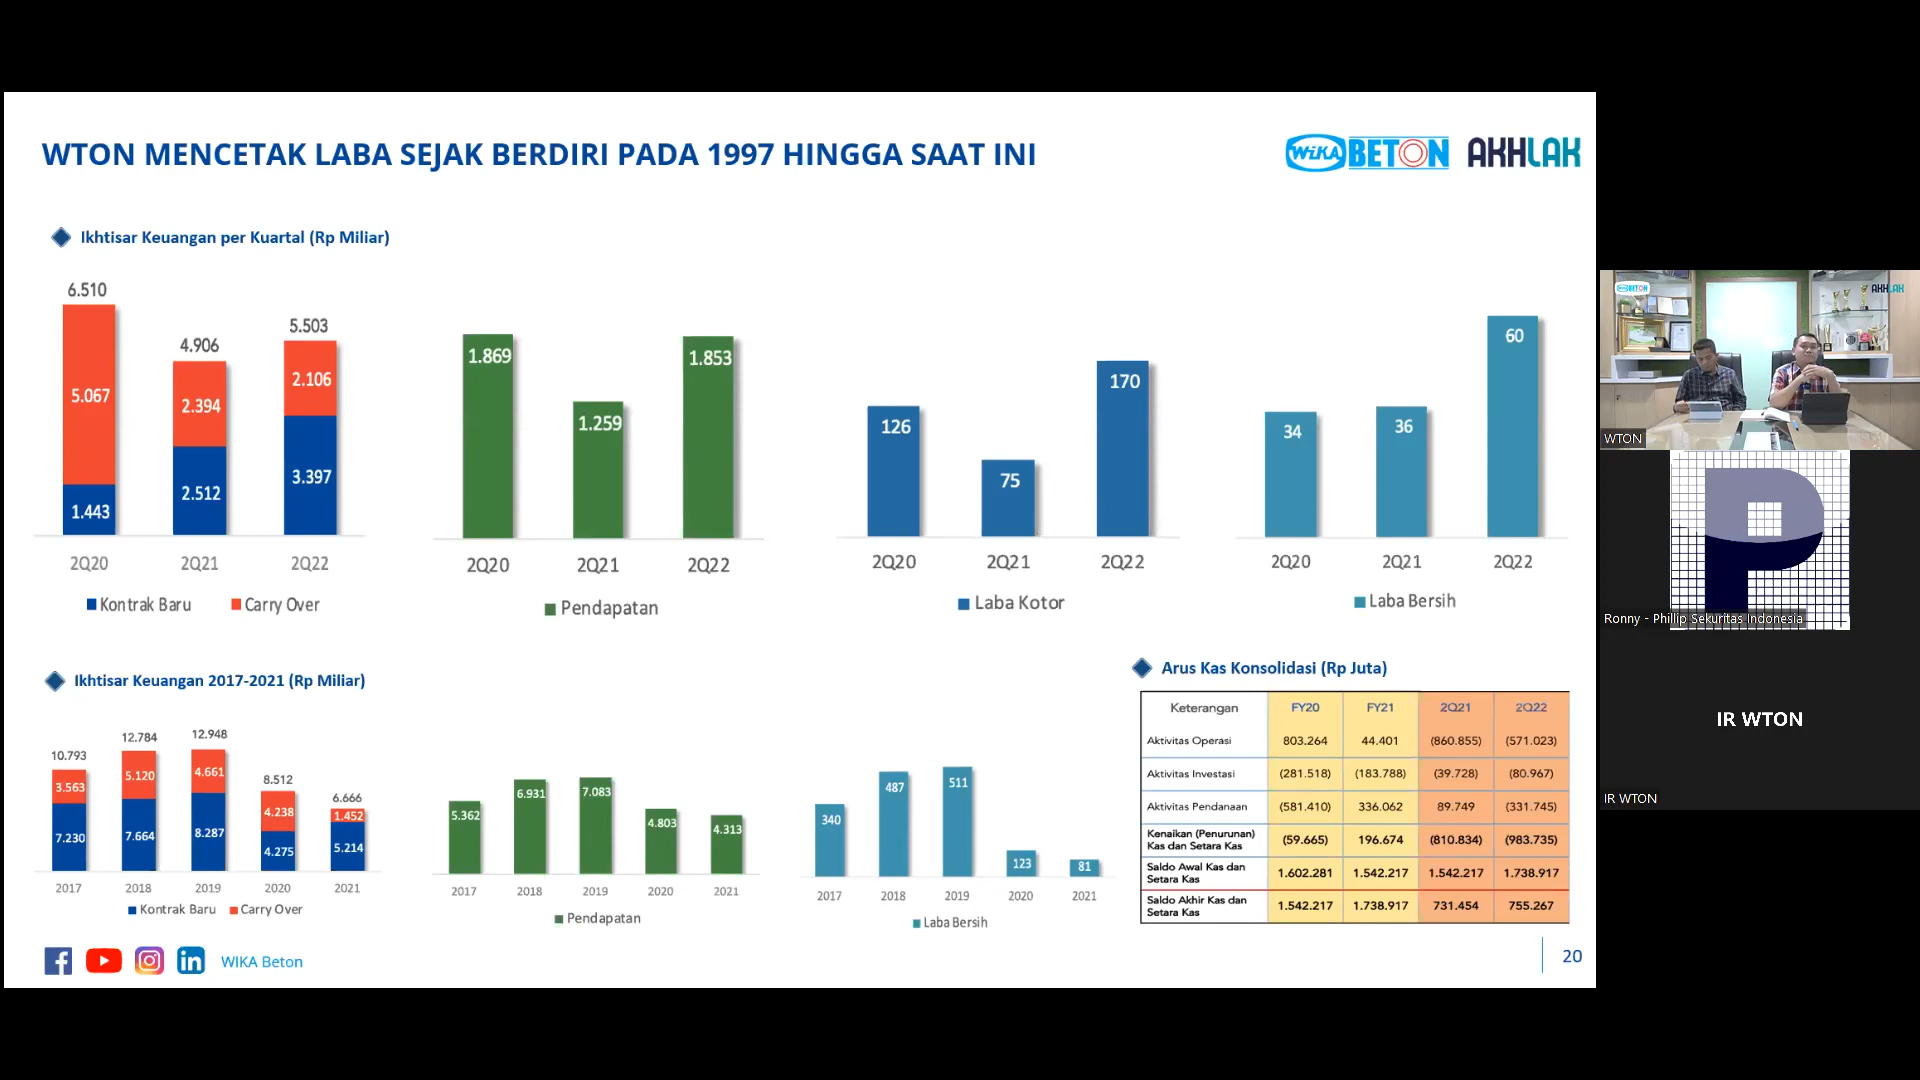 WTON MENCETAK LABA SEJAK BERDIRI PADA 1997 HINGGA SAAT INI
WiKA BETON
AKHLAK
Ikhtisar Keuangan per Kuartal (Rp Miliar)
6.510
4.906
5.503
5.067
2.394
2.106
1.443
2.512
3.397
2Q20 2Q21 2Q22
Kontrak Baru Carry Over
1.869
1.259
1.853
2Q20 2Q21 2Q22
Pendapatan
126
75
170
2Q20 2Q21 2Q22
Laba Kotor
34
36
60
2Q20 2Q21 2Q22
Laba Bersih
Ikhtisar Keuangan 2017-2021 (Rp Miliar)
10.793 12.784 12.948 8.512 6.666
3.563 5.120 4.661 4.238 1.452
7.230 7.664 8.287 4.275 5.214
2017 2018 2019 2020 2021
Kontrak Baru Carry Over
5.362 6.931 7.083 4.803 4.313
2017 2018 2019 2020 2021
Pendapatan
340 487 511 123 81
2017 2018 2019 2020 2021
Laba Bersih
Arus Kas Konsolidasi (Rp Juta)
Keterangan FY20 FY21 2Q21 2Q22
Aktivitas Operasi 803.264 44.401 (860.855) (571.023)
Aktivitas Investasi (281.518) (183.788) (39.728) (80.967)
Aktivitas Pendanaan (581.410) 336.062 89.749 (331.745)
Kenaikan (Penurunan)
Kas dan Setara Kas (59.665) 196.674 (810.834) (983.735)
Saldo Awal Kas dan
Setara Kas 1.602.281 1.542.217 1.542.217 1.738.917
Saldo Akhir Kas dan
Setara Kas 1.542.217 1.738.917 731.454 755.267
WIKA Beton
20
WiKA BETON
AKHLAK
WTON
Ronny - Phillip Sekuritas Indonesia
IR WTON
IR WTON